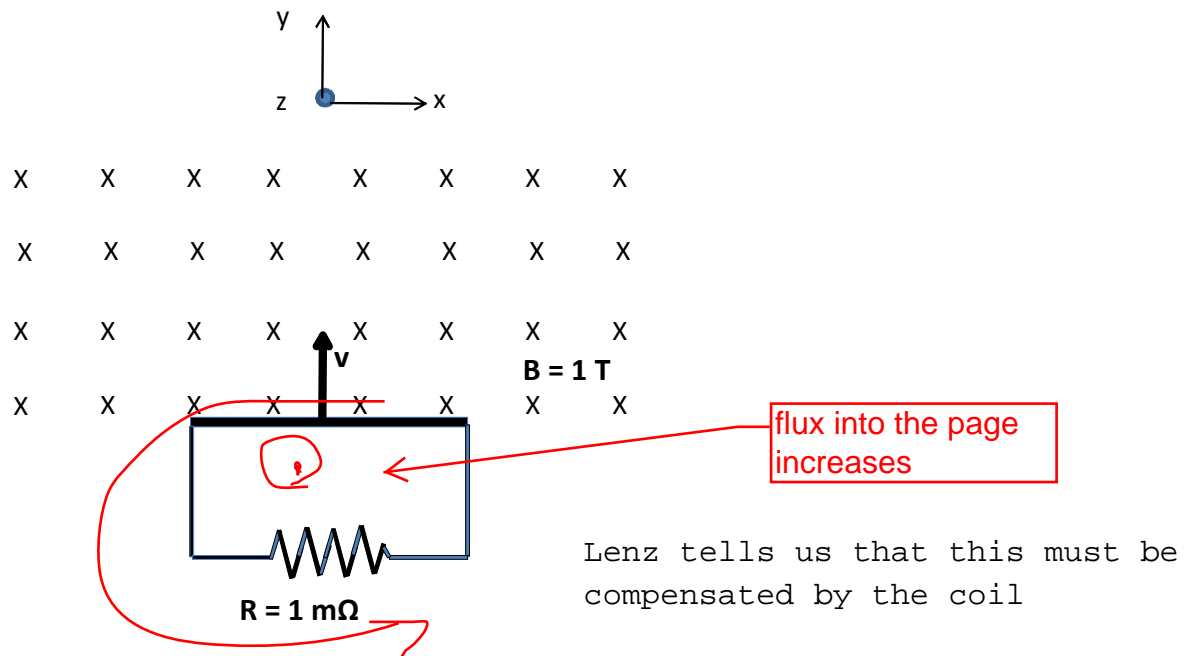 y
z x
X X X X X X X X
X X X X X X X X
X X X X X X X X
v
B = 1 T
X X X X X X X X
flux into the page
increases
Lenz tells us that this must be
compensated by the coil
R = 1 mΩ